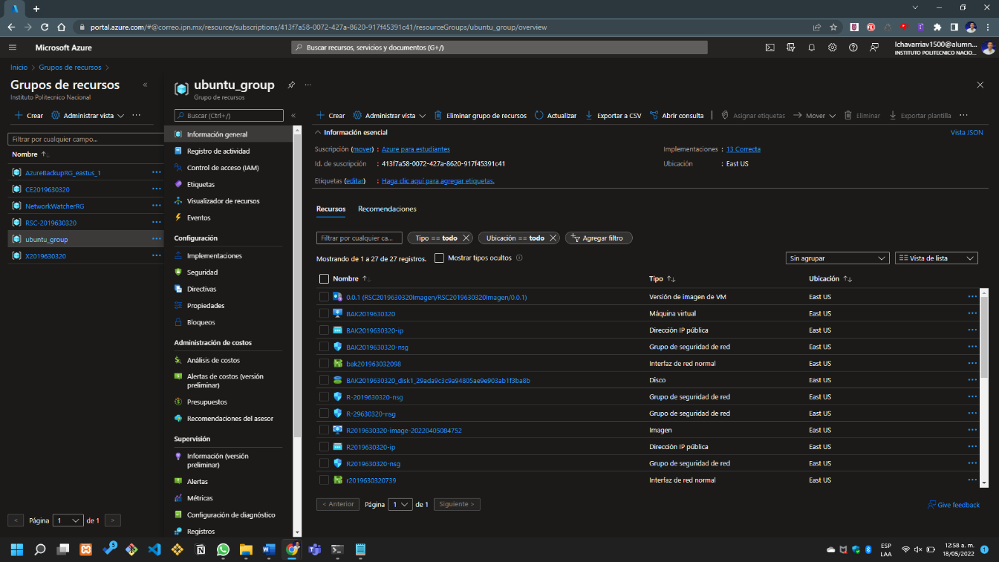 portal.azure.com/#@correo.ipn.mx/resource/subscriptions/413f7a58-0072-427a-8620-917f45391c41/resourceGroups/ubuntu_group/overview
Microsoft Azure
Buscar recursos, servicios y documentos (G+/)
lchavarriav1500@alumn...
INSTITUTO POLITECNICO NACIO...
Inicio > Grupos de recursos >
Grupos de recursos
Instituto Politecnico Nacional
Crear
Administrar vista
Filtrar por cualquier campo...
Nombre
AzureBackupRG_eastus_1
CE2019630320
NetworkWatcherRG
RSC-2019630320
ubuntu_group
X2019630320
< Página 1 de 1 >
ubuntu_group
Grupo de recursos
Buscar (Ctrl+/)
Información general
Registro de actividad
Control de acceso (IAM)
Etiquetas
Visualizador de recursos
Eventos
Configuración
Implementaciones
Seguridad
Directivas
Propiedades
Bloqueos
Administración de costos
Análisis de costos
Alertas de costos (versión
preliminar)
Presupuestos
Recomendaciones del asesor
Supervisión
Información (versión
preliminar)
Alertas
Métricas
Configuración de diagnóstico
Registros
Crear Administrar vista Eliminar grupo de recursos Actualizar Exportar a CSV Abrir consulta Asignar etiquetas Mover Eliminar Exportar plantilla
Información esencial
Vista JSON
Suscripción (mover) : Azure para estudiantes
Implementaciones : 13 Correcta
Id. de suscripción : 413f7a58-0072-427a-8620-917f45391c41
Ubicación : East US
Etiquetas (editar) : Haga clic aquí para agregar etiquetas.
Recursos Recomendaciones
Filtrar por cualquier ca... Tipo == todo Ubicación == todo Agregar filtro
Mostrando de 1 a 27 de 27 registros. Mostrar tipos ocultos
Sin agrupar Vista de lista
Nombre Tipo Ubicación
0.0.1 (RSC2019630320Imagen/RSC2019630320Imagen/0.0.1) Versión de imagen de VM East US
BAK2019630320 Máquina virtual East US
BAK2019630320-ip Dirección IP pública East US
BAK2019630320-nsg Grupo de seguridad de red East US
bak201963032098 Interfaz de red normal East US
BAK2019630320_disk1_29ada9c3c9a94805ae9e903ab1f3ba8b Disco East US
R-2019630320-nsg Grupo de seguridad de red East US
R-29630320-nsg Grupo de seguridad de red East US
R2019630320-image-20220405084752 Imagen East US
R2019630320-ip Dirección IP pública East US
R2019630320-nsg Grupo de seguridad de red East US
r2019630320739 Interfaz de red normal East US
< Anterior Página 1 de 1 Siguiente >
Give feedback
5
ESP
LAA
12:58 a. m.
18/05/2022
1